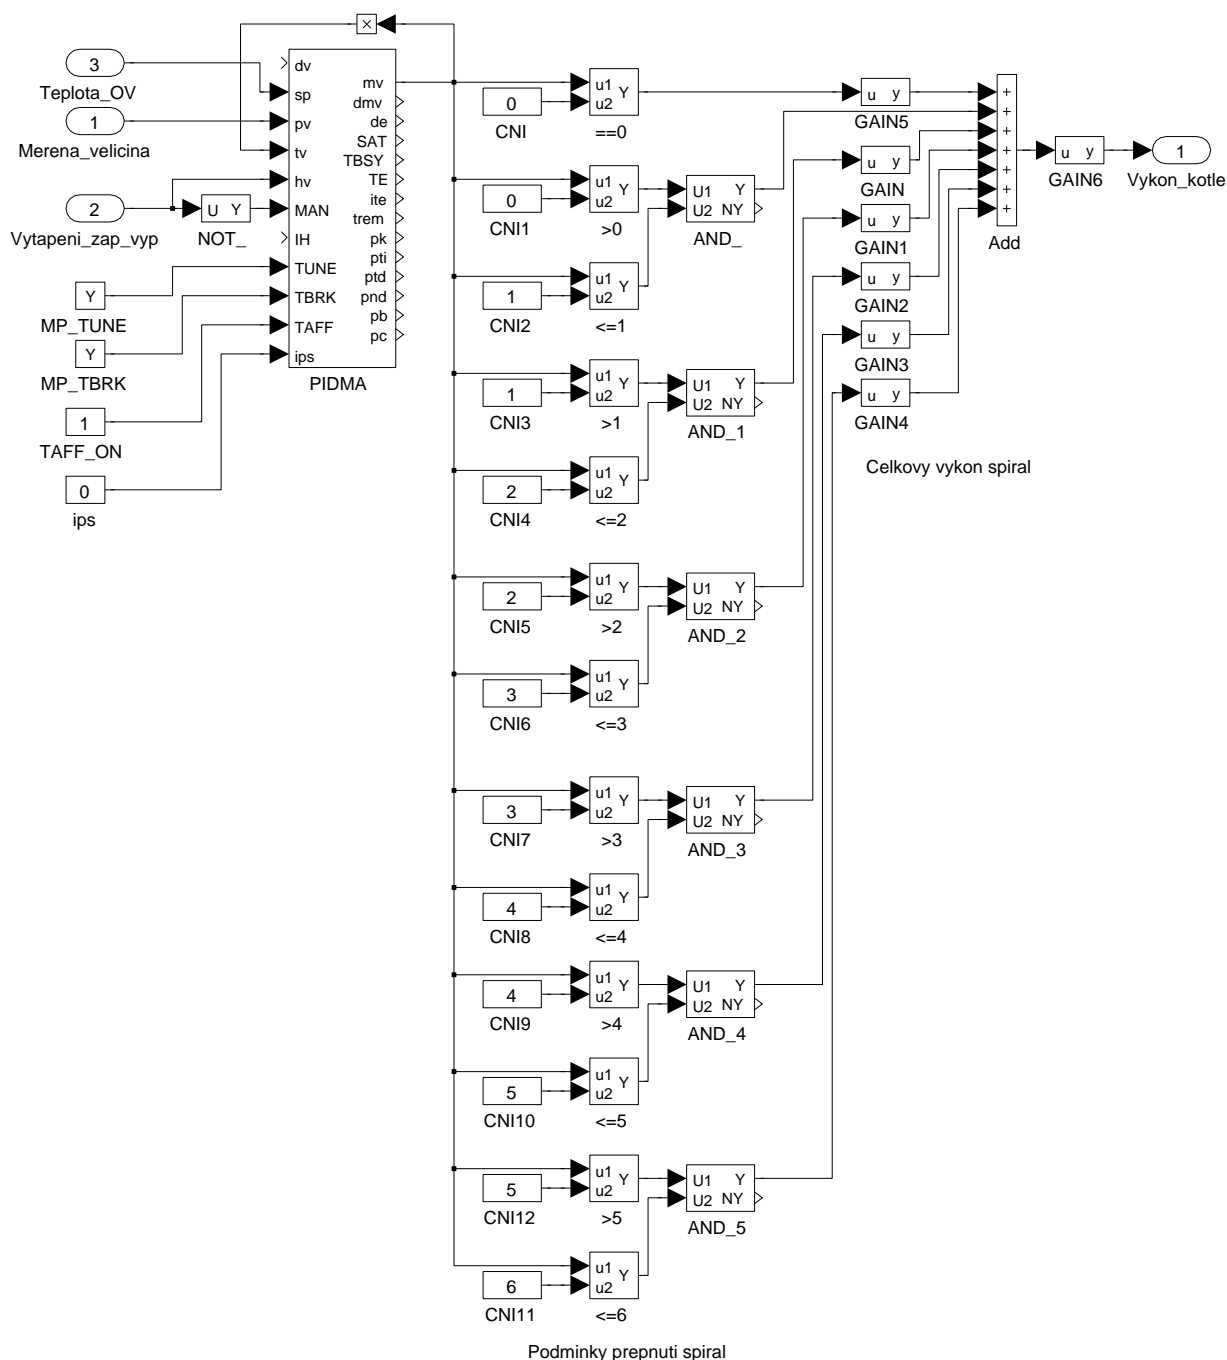 3
Teplota_OV
1
Merena_velicina
2
Vytapeni_zap_vyp
U Y
NOT_
Y
MP_TUNE
Y
MP_TBRK
1
TAFF_ON
0
ips
×
dv
sp
pv
tv
hv
MAN
IH
TUNE
TBRK
TAFF
ips
mv
dmv
de
SAT
TBSY
TE
ite
trem
pk
pti
ptd
pnd
pb
pc
PIDMA
0
CNI
u1
u2
Y
==0
0
CNI1
u1
u2
Y
>0
1
CNI2
u1
u2
Y
<=1
U1 Y
U2 NY
AND_
1
CNI3
u1
u2
Y
>1
2
CNI4
u1
u2
Y
<=2
U1 Y
U2 NY
AND_1
2
CNI5
u1
u2
Y
>2
3
CNI6
u1
u2
Y
<=3
U1 Y
U2 NY
AND_2
3
CNI7
u1
u2
Y
>3
4
CNI8
u1
u2
Y
<=4
U1 Y
U2 NY
AND_3
4
CNI9
u1
u2
Y
>4
5
CNI10
u1
u2
Y
<=5
U1 Y
U2 NY
AND_4
5
CNI12
u1
u2
Y
>5
6
CNI11
u1
u2
Y
<=6
U1 Y
U2 NY
AND_5
u y
GAIN5
u y
GAIN
u y
GAIN1
u y
GAIN2
u y
GAIN3
u y
GAIN4
+
+
+
+
+
+
+
Add
u y
GAIN6
1
Vykon_kotle
Celkovy vykon spiral
Podminky prepnuti spiral